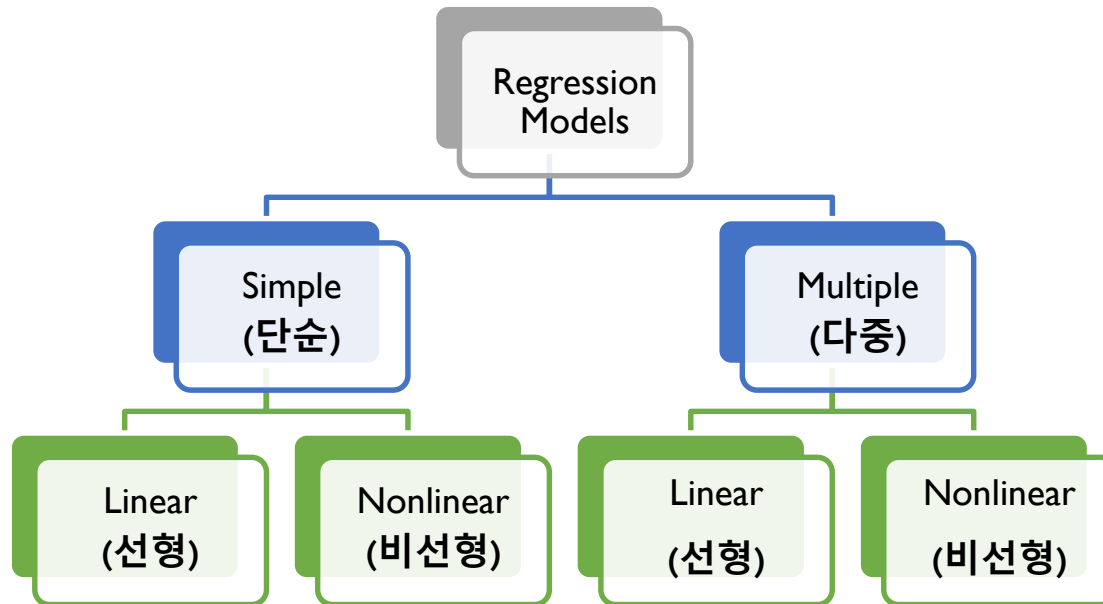 Regression
Models
Simple
(단순)
Multiple
(다중)
Linear
(선형)
Nonlinear
(비선형)
Linear
(선형)
Nonlinear
(비선형)